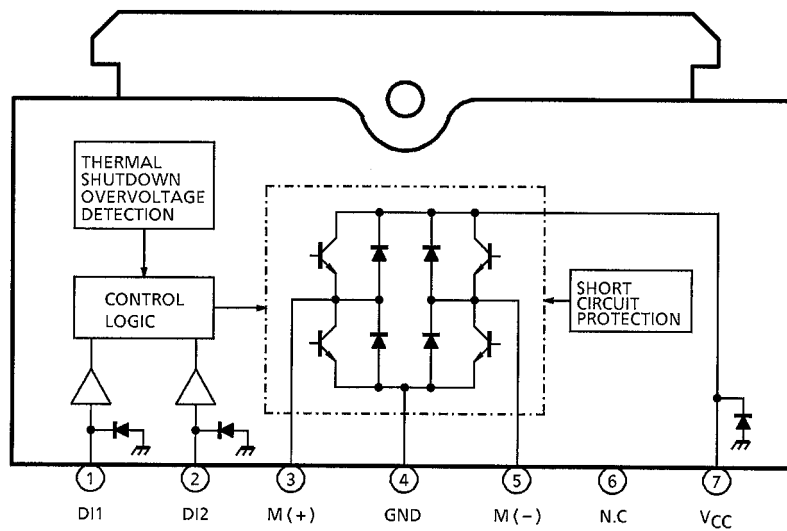 THERMAL
SHUTDOWN
OVERVOLTAGE
DETECTION
CONTROL
LOGIC
SHORT
CIRCUIT
PROTECTION
1 2 3 4 5 6 7
DI1 DI2 M(+) GND M(−) N.C VCC